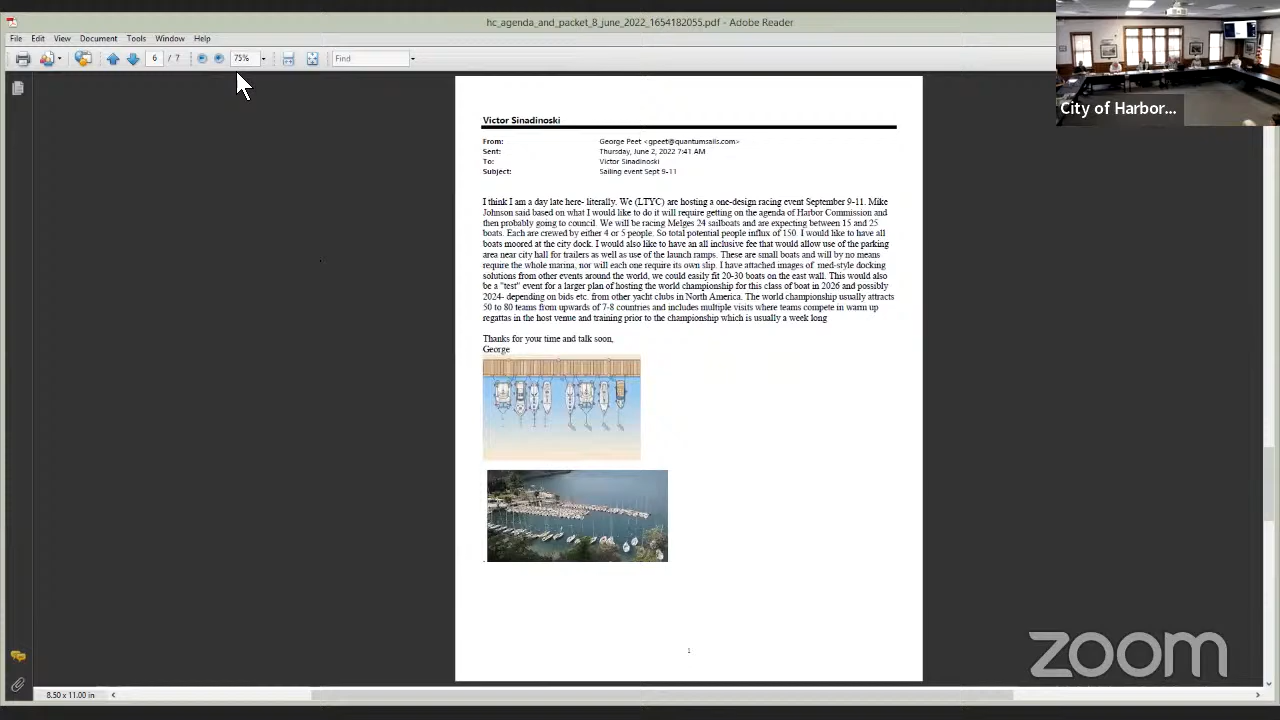 hc_agenda_and_packet_8_june_2022_1654182055.pdf - Adobe Reader
File Edit View Document Tools Window Help
6 / 7 75% Find
City of Harbor...
Victor Sinadinoski
From: George Peet <gpeet@quantumsails.com>
Sent: Thursday, June 2, 2022 7:41 AM
To: Victor Sinadinoski
Subject: Sailing event Sept 9-11
I think I am a day late here- literally. We (LTYC) are hosting a one-design racing event September 9-11. Mike
Johnson said based on what I would like to do it will require getting on the agenda of Harbor Commission and
then probably going to council. We will be racing Melges 24 sailboats and are expecting between 15 and 25
boats. Each are crewed by either 4 or 5 people. So total potential people influx of 150. I would like to have all
boats moored at the city dock. I would also like to have an all inclusive fee that would allow use of the parking
area near city hall for trailers as well as use of the launch ramps. These are small boats and will by no means
require the whole marina, nor will each one require its own slip. I have attached images of med-style docking
solutions from other events around the world, we could easily fit 20-30 boats on the east wall. This would also
be a "test" event for a larger plan of hosting the world championship for this class of boat in 2026 and possibly
2024- depending on bids etc. from other yacht clubs in North America. The world championship usually attracts
50 to 80 teams from upwards of 7-8 countries and includes multiple visits where teams compete in warm up
regattas in the host venue and training prior to the championship which is usually a week long
Thanks for your time and talk soon,
George
1
zoom
8.50 x 11.00 in